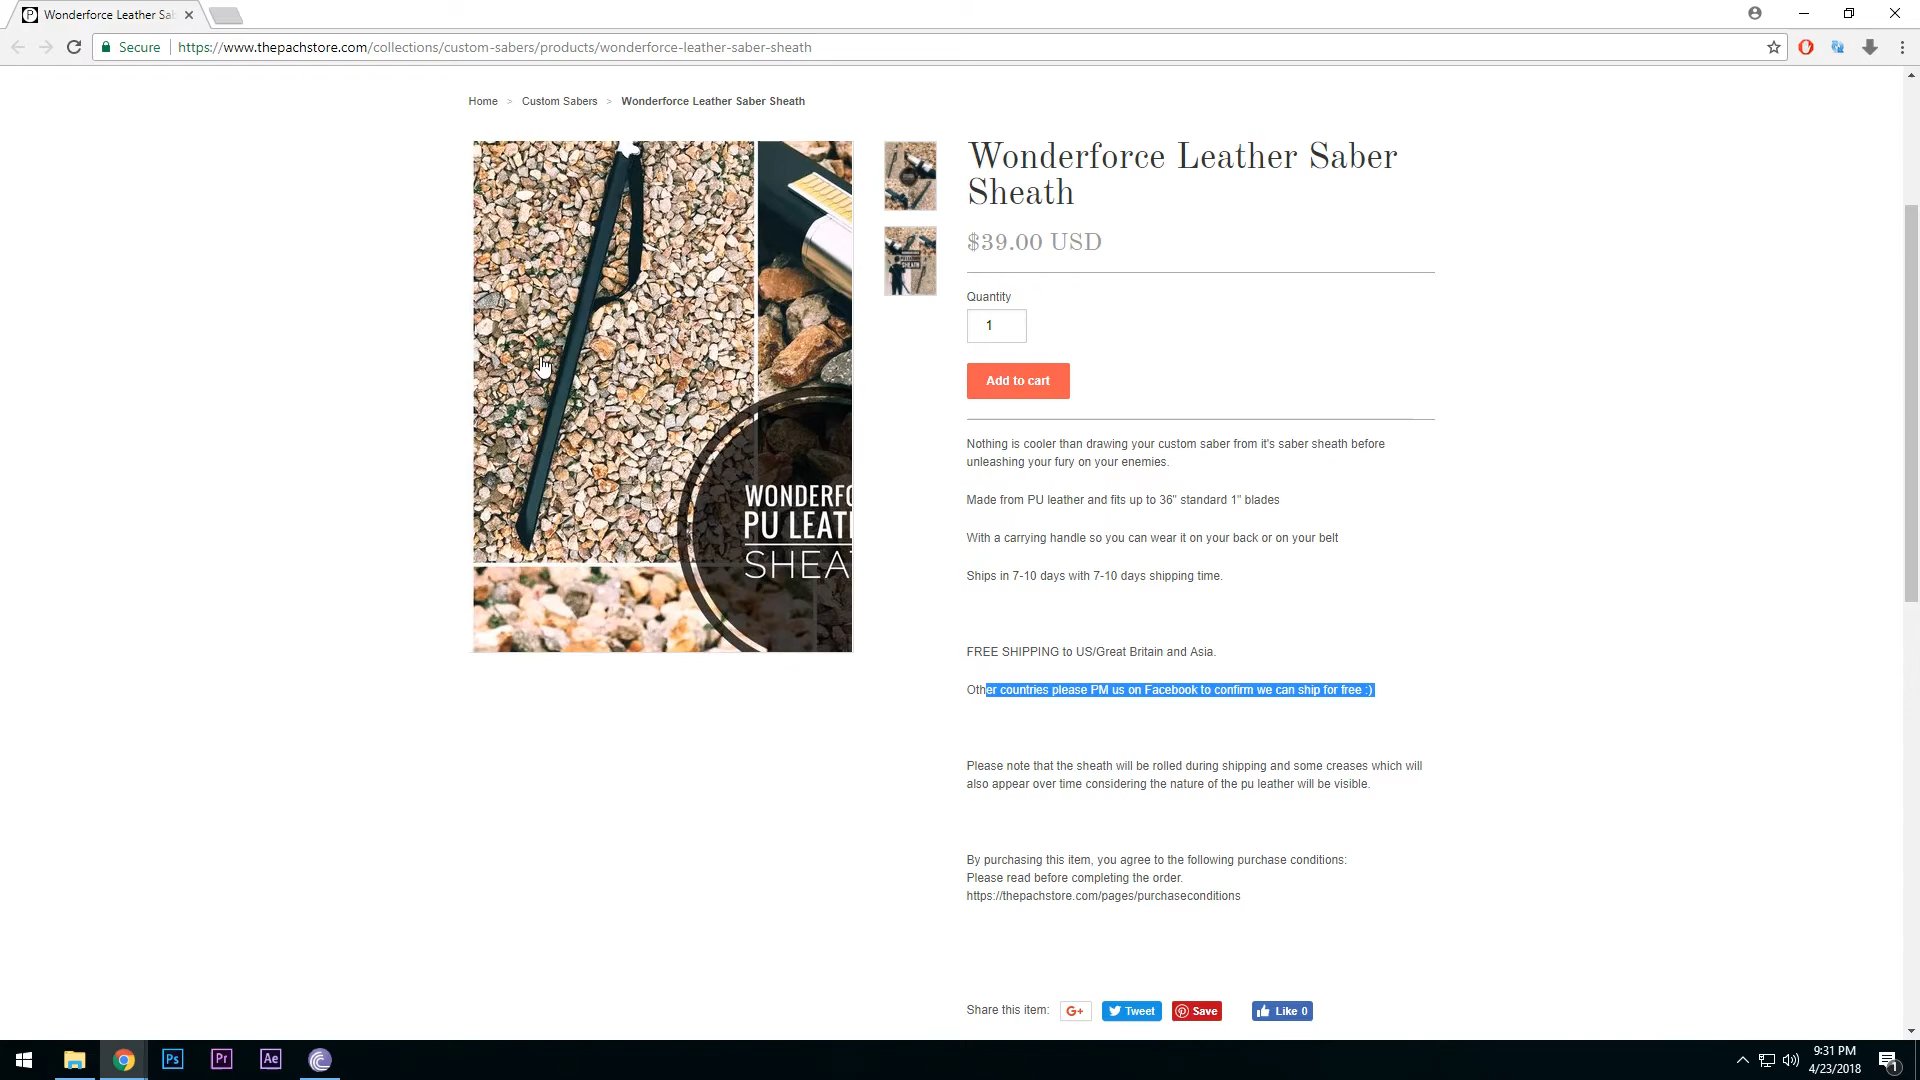 Wonderforce Leather Sa
Secure
https://www.thepachstore.com/collections/custom-sabers/products/wonderforce-leather-saber-sheath
Home > Custom Sabers > Wonderforce Leather Saber Sheath
WONDERFO
PU LEAT
SHEA
Wonderforce Leather Saber
Sheath
$39.00 USD
Quantity
1
Add to cart
Nothing is cooler than drawing your custom saber from it's saber sheath before
unleashing your fury on your enemies.
Made from PU leather and fits up to 36" standard 1" blades
With a carrying handle so you can wear it on your back or on your belt
Ships in 7-10 days with 7-10 days shipping time.
FREE SHIPPING to US/Great Britain and Asia.
Other countries please PM us on Facebook to confirm we can ship for free :)
Please note that the sheath will be rolled during shipping and some creases which will
also appear over time considering the nature of the pu leather will be visible.
By purchasing this item, you agree to the following purchase conditions:
Please read before completing the order.
https://thepachstore.com/pages/purchaseconditions
Share this item: G+ Tweet Save Like 0
Ps Pr Ae
9:31 PM
4/23/2018
1